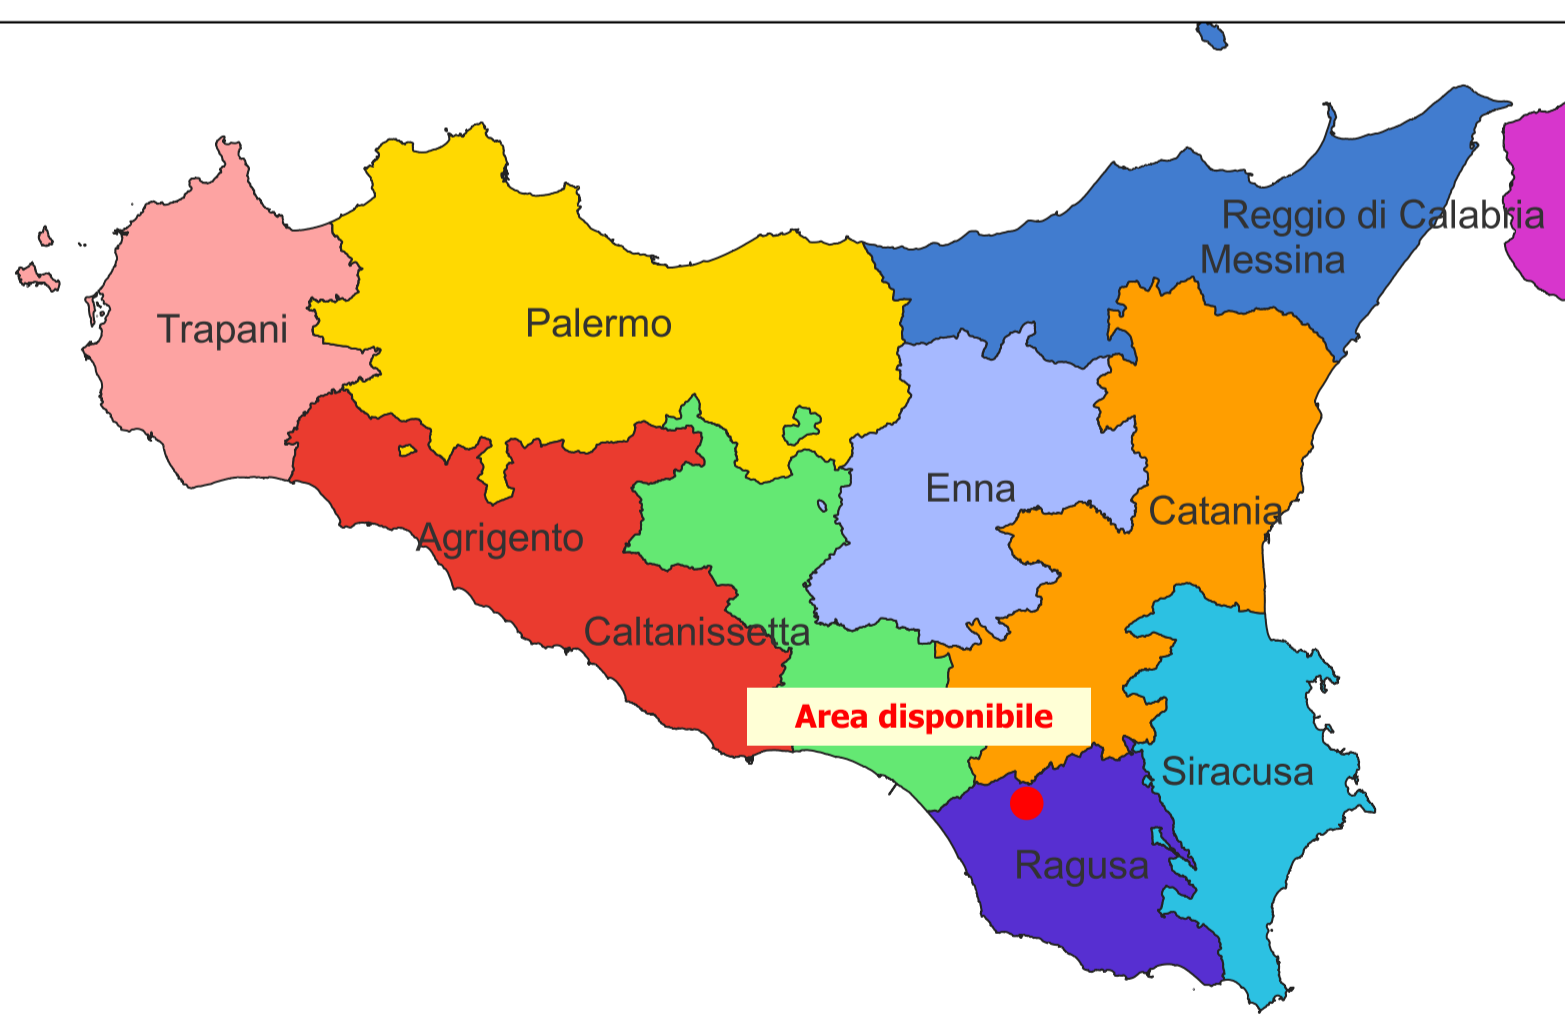 Reggio di Calabria
Messina
Trapani
Palermo
Enna
Catania
Agrigento
Caltanissetta
Area disponibile
Siracusa
Ragusa